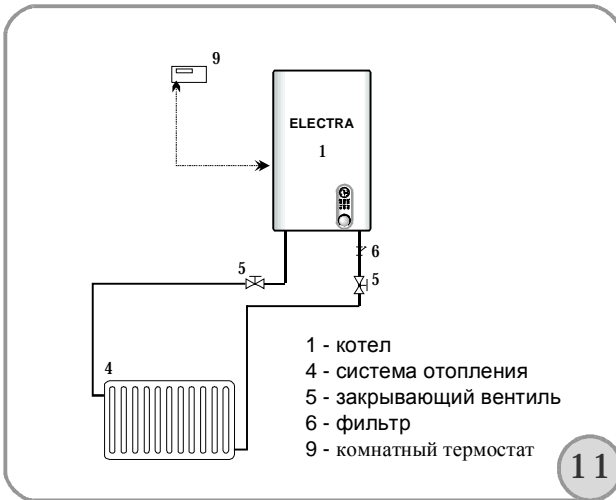 9
ELECTRA
1
6
5
5
4
1 - котел
4 - система отопления
5 - закрывающий вентиль
6 - фильтр
9 - комнатный термостат
11